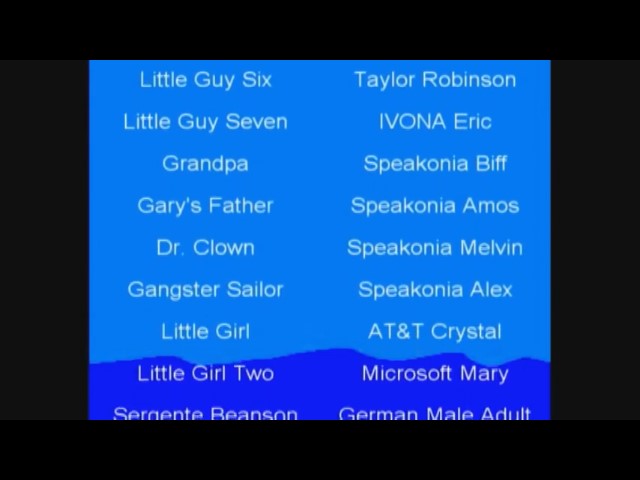 Little Guy Six Taylor Robinson
Little Guy Seven IVONA Eric
Grandpa Speakonia Biff
Gary's Father Speakonia Amos
Dr. Clown Speakonia Melvin
Gangster Sailor Speakonia Alex
Little Girl AT&T Crystal
Little Girl Two Microsoft Mary
Sergente Beanson German Male Adult